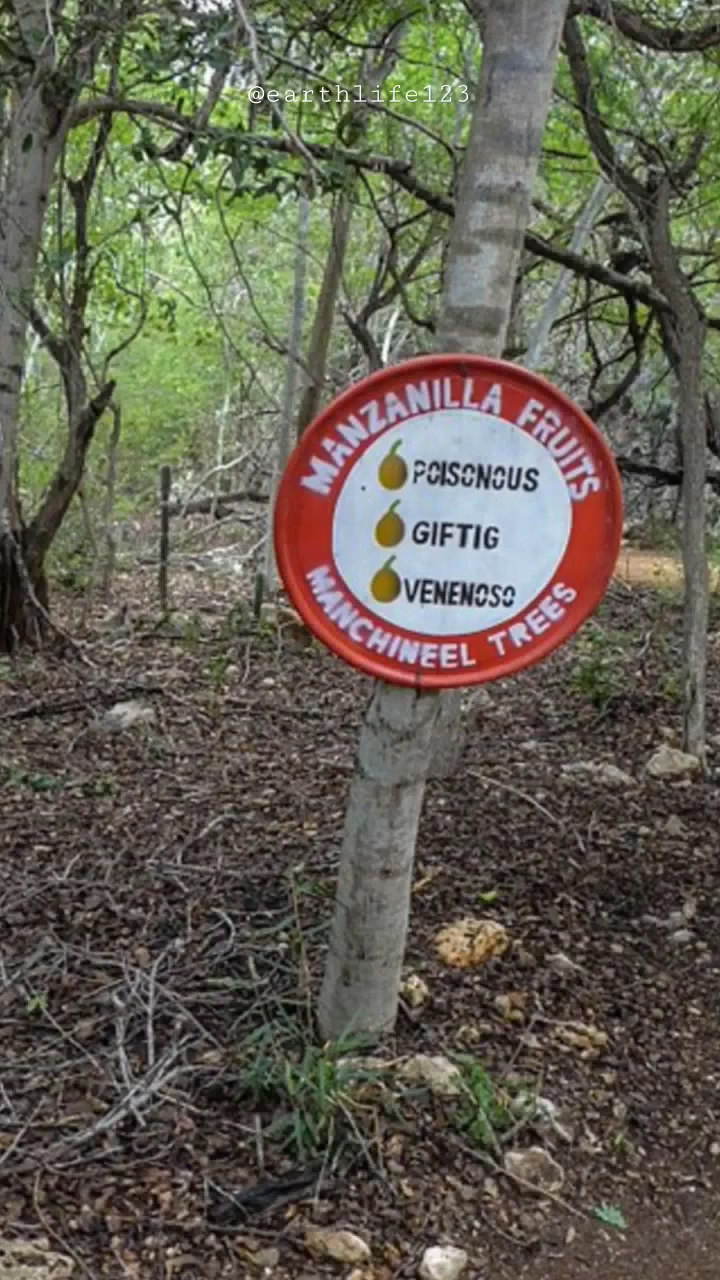 @earthlife123
MANZANILLA FRUITS
POISONOUS
GIFTIG
VENENOSO
MANCHINEEL TREES